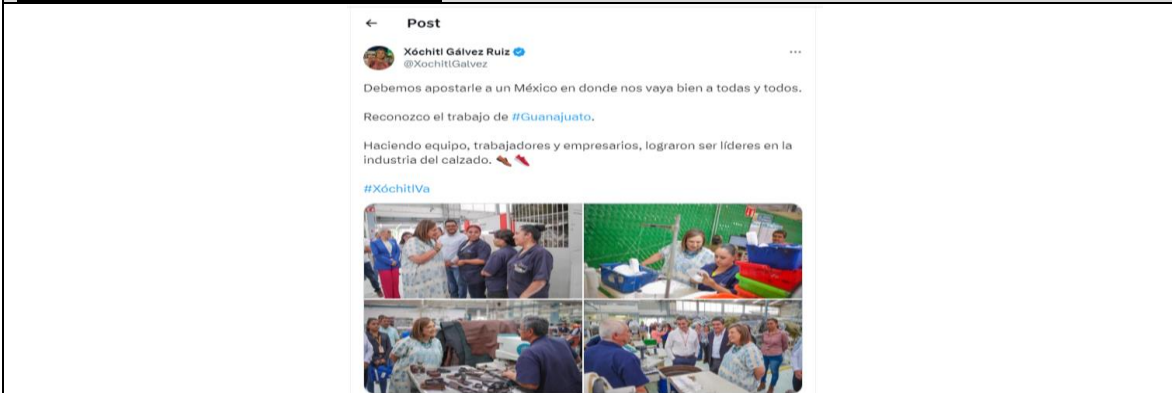 Post
Xóchitl Gálvez Ruiz
@XochitlGalvez
Debemos apostarle a un México en donde nos vaya bien a todas y todos.
Reconozco el trabajo de #Guanajuato.
Haciendo equipo, trabajadores y empresarios, lograron ser líderes en la
industria del calzado.
#XóchitlVa